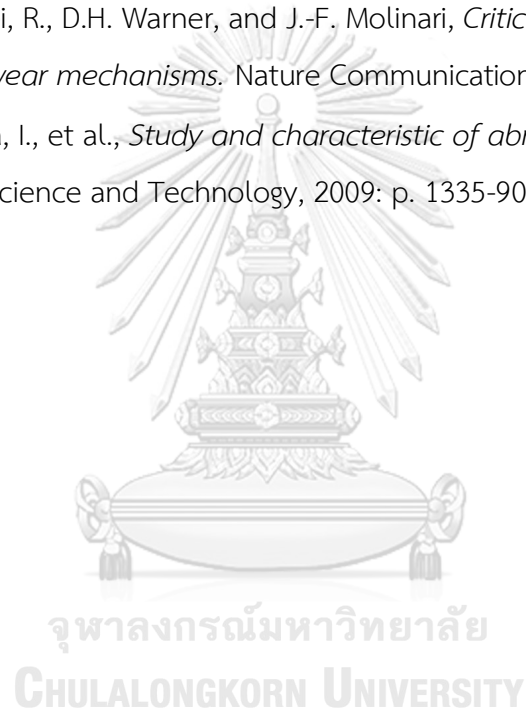 i, R., D.H. Warner, and J.-F. Molinari, Critic
wear mechanisms. Nature Communication
, I., et al., Study and characteristic of abr
cience and Technology, 2009: p. 1335-90
จุฬาลงกรณ์มหาวิทยาลัย
CHULALONGKORN UNIVERSITY